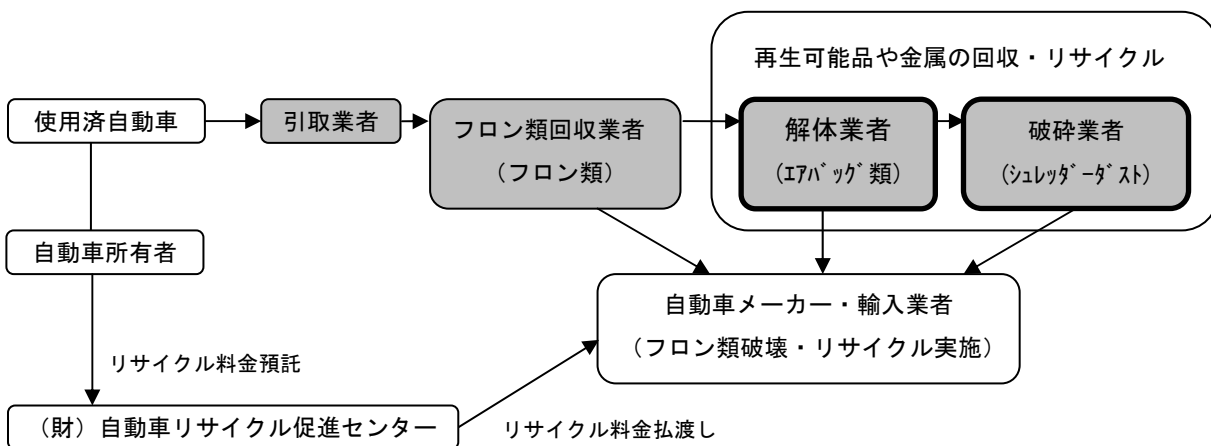 再生可能品や金属の回収・リサイクル
使用済自動車
引取業者
フロン類回収業者
（フロン類）
解体業者
（ｴｱﾊﾞｯｸﾞ類）
破砕業者
（ｼｭﾚｯﾀﾞｰﾀﾞｽﾄ）
自動車所有者
自動車メーカー・輸入業者
（フロン類破壊・リサイクル実施）
リサイクル料金預託
（財）自動車リサイクル促進センター
リサイクル料金払渡し